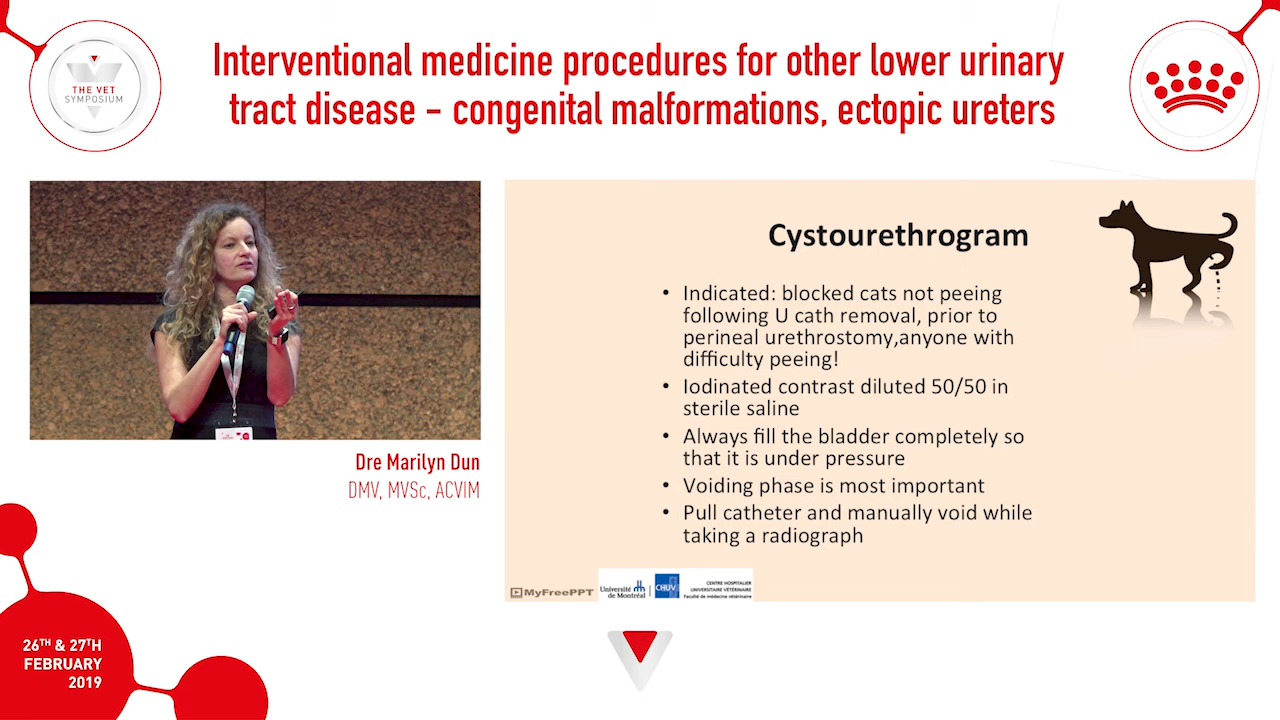 Interventional medicine procedures for other lower urinary
tract disease – congenital malformations, ectopic ureters
THE VET
SYMPOSIUM
Cystourethrogram
• Indicated: blocked cats not peeing
following U cath removal, prior to
perineal urethrostomy,anyone with
difficulty peeing!
• Iodinated contrast diluted 50/50 in
sterile saline
• Always fill the bladder completely so
that it is under pressure
• Voiding phase is most important
• Pull catheter and manually void while
taking a radiograph
Dre Marilyn Dun
DMV, MVSc, ACVIM
MyFreePPT
Université
de Montréal
CHUV
CENTRE HOSPITALIER
UNIVERSITAIRE VÉTÉRINAIRE
Faculté de médecine vétérinaire
26TH & 27TH
FEBRUARY
2019